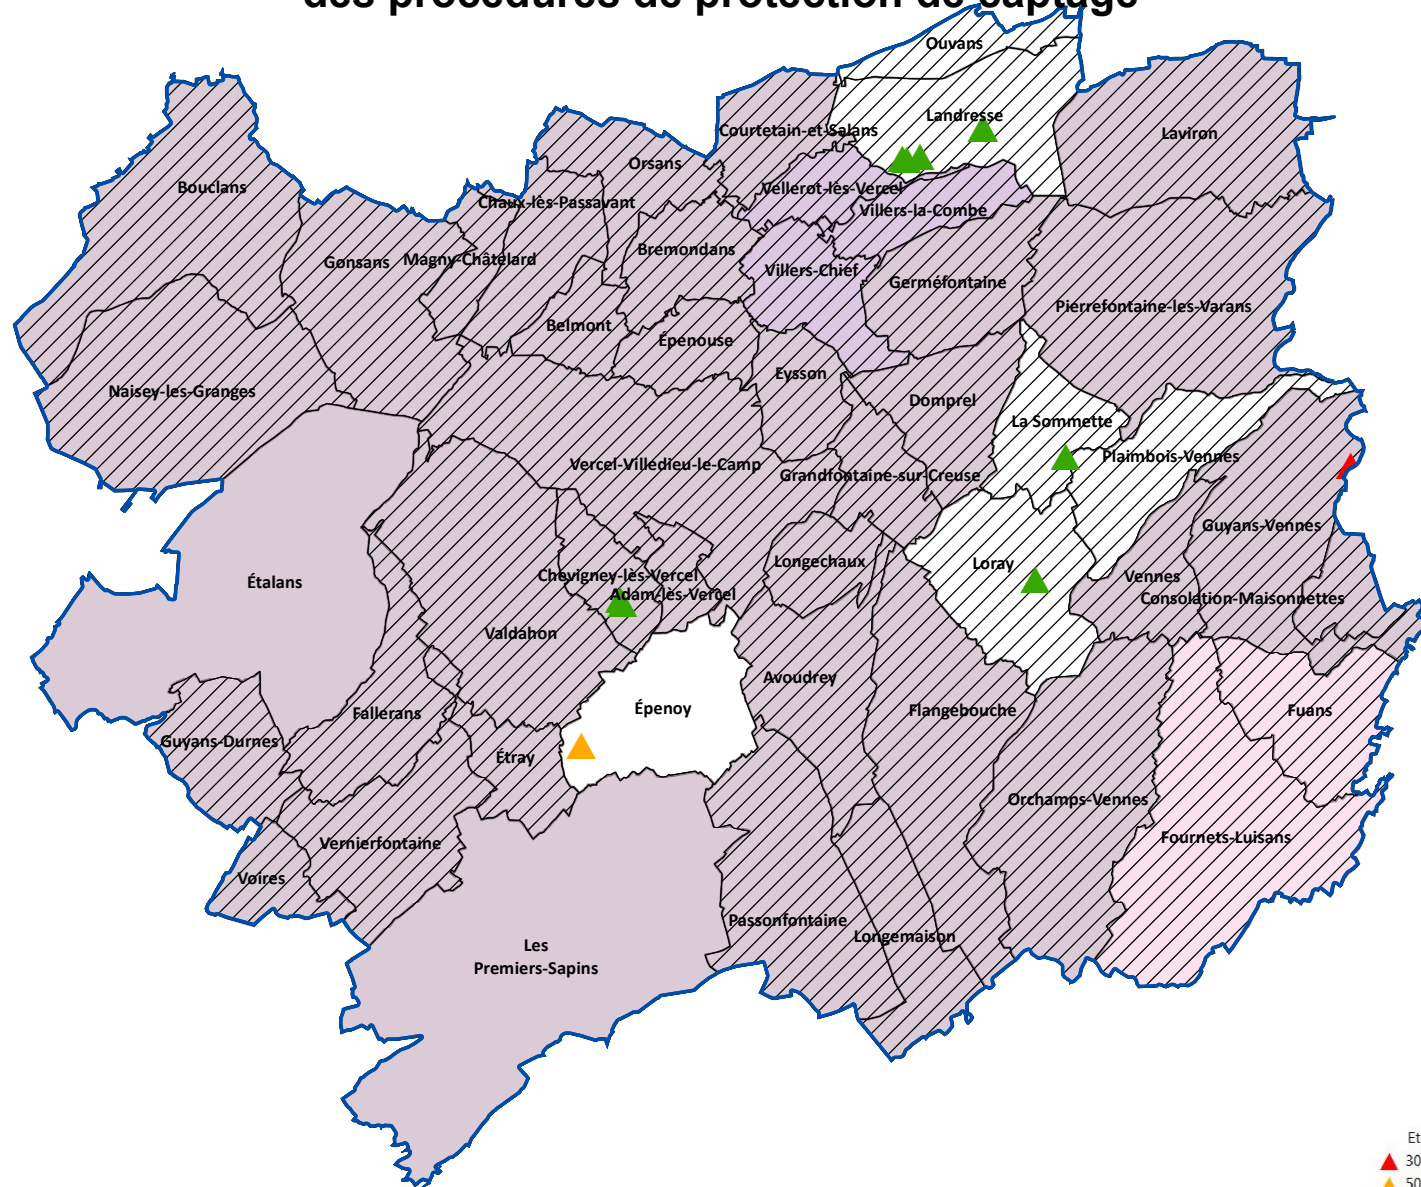 des procédures de protection de captage
Ouvans
Landresse
Courtetain-et-Salans
Laviron
Orsans
Bouclans
Vellerot-lès-Vercel
Chaux-lès-Passavant
Villers-la-Combe
Bremondans
Gonsans
Magny-Châtelard
Villers-Chief
Germéfontaine
Pierrefontaine-les-Varans
Belmont
Épenouse
Eysson
Naisey-les-Granges
Domprel
La Sommette
Plaimbois-Vennes
Vercel-Villedieu-le-Camp
Grandfontaine-sur-Creuse
Guyans-Vennes
Longechaux
Loray
Étalans
Chevigney-lès-Vercel
Vennes
Adam-lès-Vercel
Consolation-Maisonnettes
Valdahon
Avoudrey
Épenoy
Fallerans
Flangebouche
Fuans
Guyans-Durnes
Étray
Orchamps-Vennes
Fournets-Luisans
Vernierfontaine
Voires
Passonfontaine
Longemaison
Les
Premiers-Sapins
Et
30
50